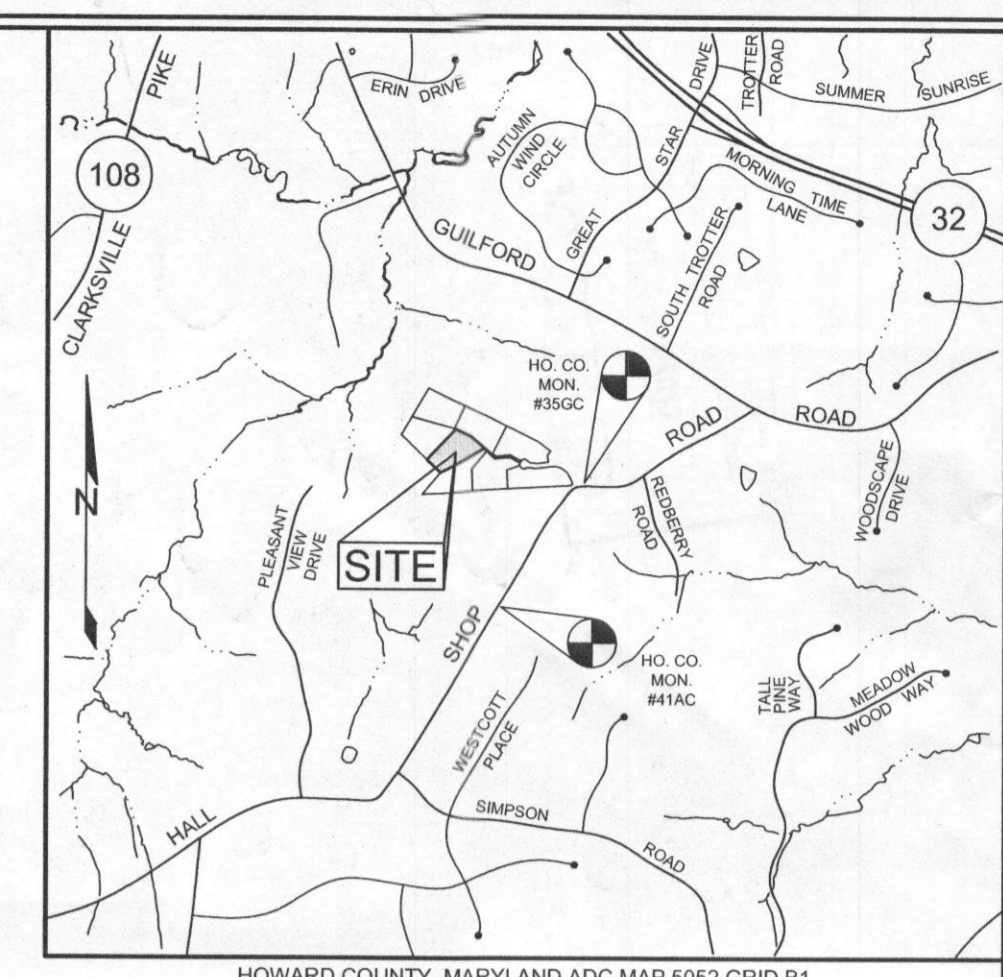 PIKE
108
CLARKSVILLE
ERIN DRIVE
AUTUMN
WIND
CIRCLE
GREAT
STAR
DRIVE
TROTTER
ROAD
SUMMER SUNRISE
MORNING TIME
LANE
32
GUILFORD
SOUTH TROTTER
ROAD
HO. CO.
MON.
#35GC
ROAD
ROAD
WOODSCAPE
DRIVE
REDBERRY
ROAD
N
PLEASANT
VIEW
DRIVE
SITE
SHOP
HO. CO.
MON.
#41AC
WESTCOTT
PLACE
TALL
PINE
WAY
MEADOW
WOOD WAY
HALL
SIMPSON
ROAD
HOWARD COUNTY, MARYLAND ADC MAP 5052 GRID B1